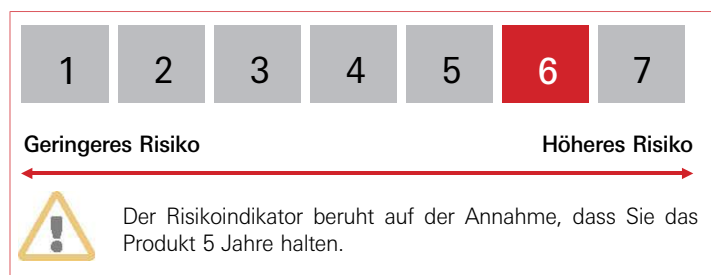 1 2 3 4 5 6 7
Geringeres Risiko Höheres Risiko
Der Risikoindikator beruht auf der Annahme, dass Sie das
Produkt 5 Jahre halten.